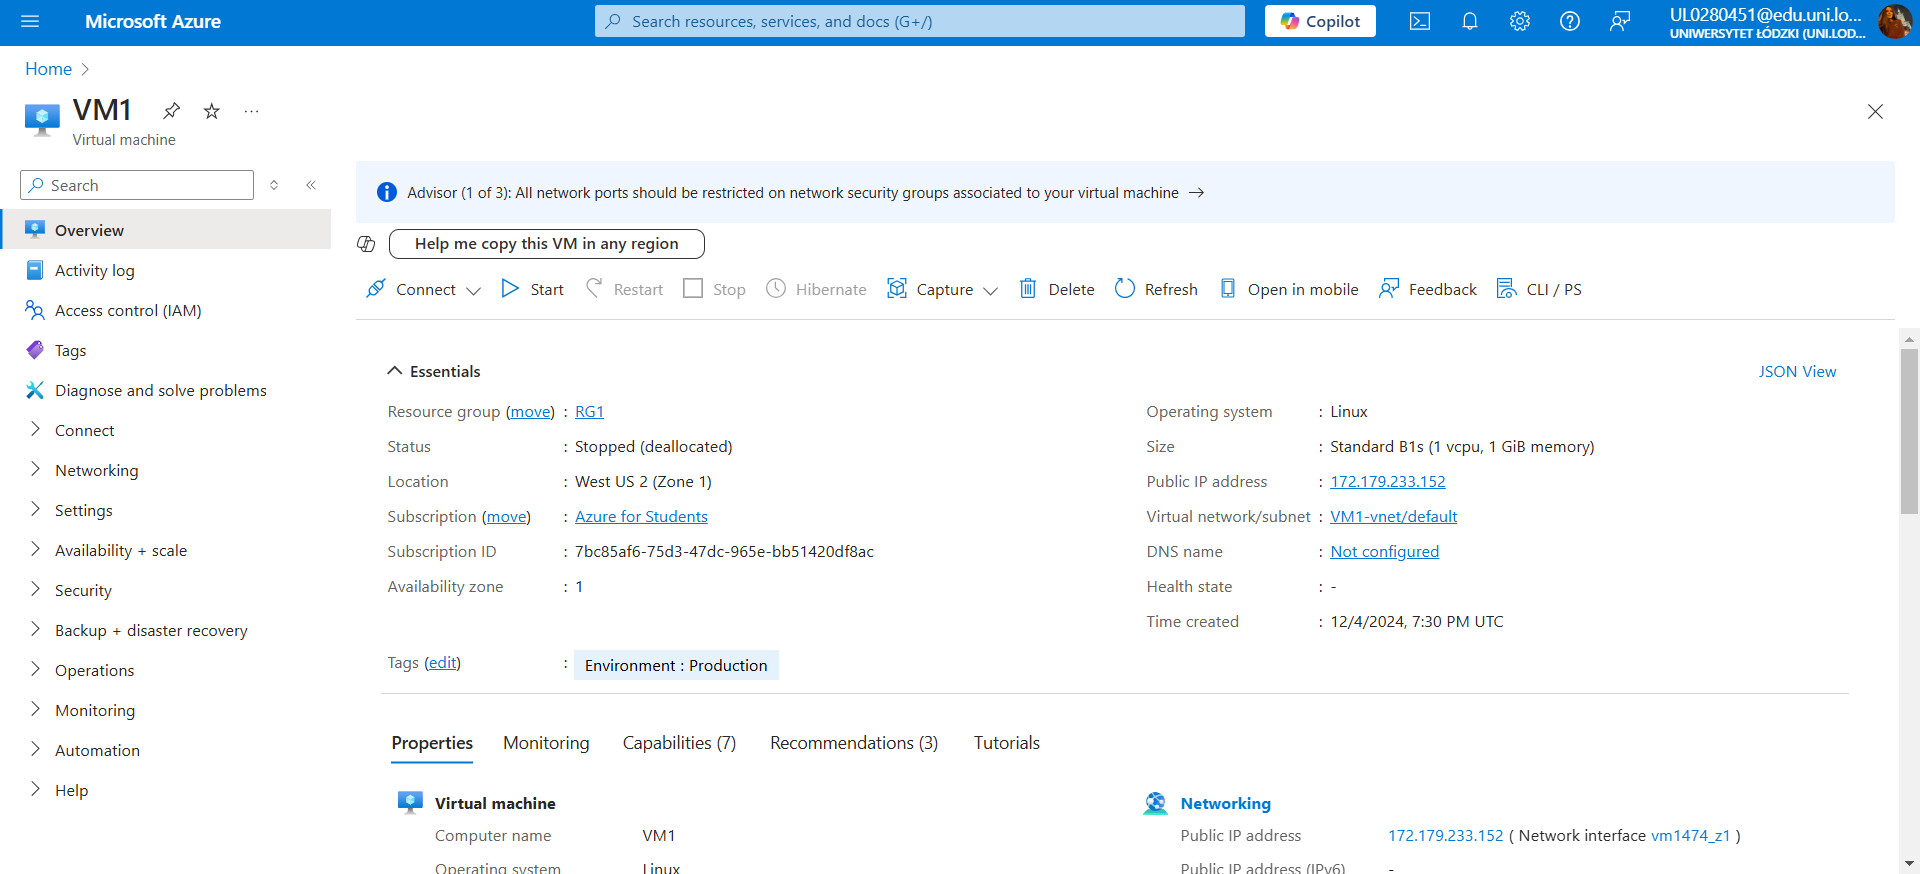 Microsoft Azure
Search resources, services, and docs (G+/)
Copilot
UL0280451@edu.uni.lo...
UNIWERSYTET ŁÓDZKI (UNI.LOD...
Home
VM1
Virtual machine
Search
Overview
Activity log
Access control (IAM)
Tags
Diagnose and solve problems
Connect
Networking
Settings
Availability + scale
Security
Backup + disaster recovery
Operations
Monitoring
Automation
Help
Advisor (1 of 3): All network ports should be restricted on network security groups associated to your virtual machine →
Help me copy this VM in any region
Connect Start Restart Stop Hibernate Capture Delete Refresh Open in mobile Feedback CLI / PS
Essentials
JSON View
Resource group (move) : RG1
Status : Stopped (deallocated)
Location : West US 2 (Zone 1)
Subscription (move) : Azure for Students
Subscription ID : 7bc85af6-75d3-47dc-965e-bb51420df8ac
Availability zone : 1
Operating system : Linux
Size : Standard B1s (1 vcpu, 1 GiB memory)
Public IP address : 172.179.233.152
Virtual network/subnet : VM1-vnet/default
DNS name : Not configured
Health state : -
Time created : 12/4/2024, 7:30 PM UTC
Tags (edit) : Environment : Production
Properties Monitoring Capabilities (7) Recommendations (3) Tutorials
Virtual machine
Computer name VM1
Operating system Linux
Networking
Public IP address 172.179.233.152 ( Network interface vm1474_z1 )
Public IP address (IPv6) -